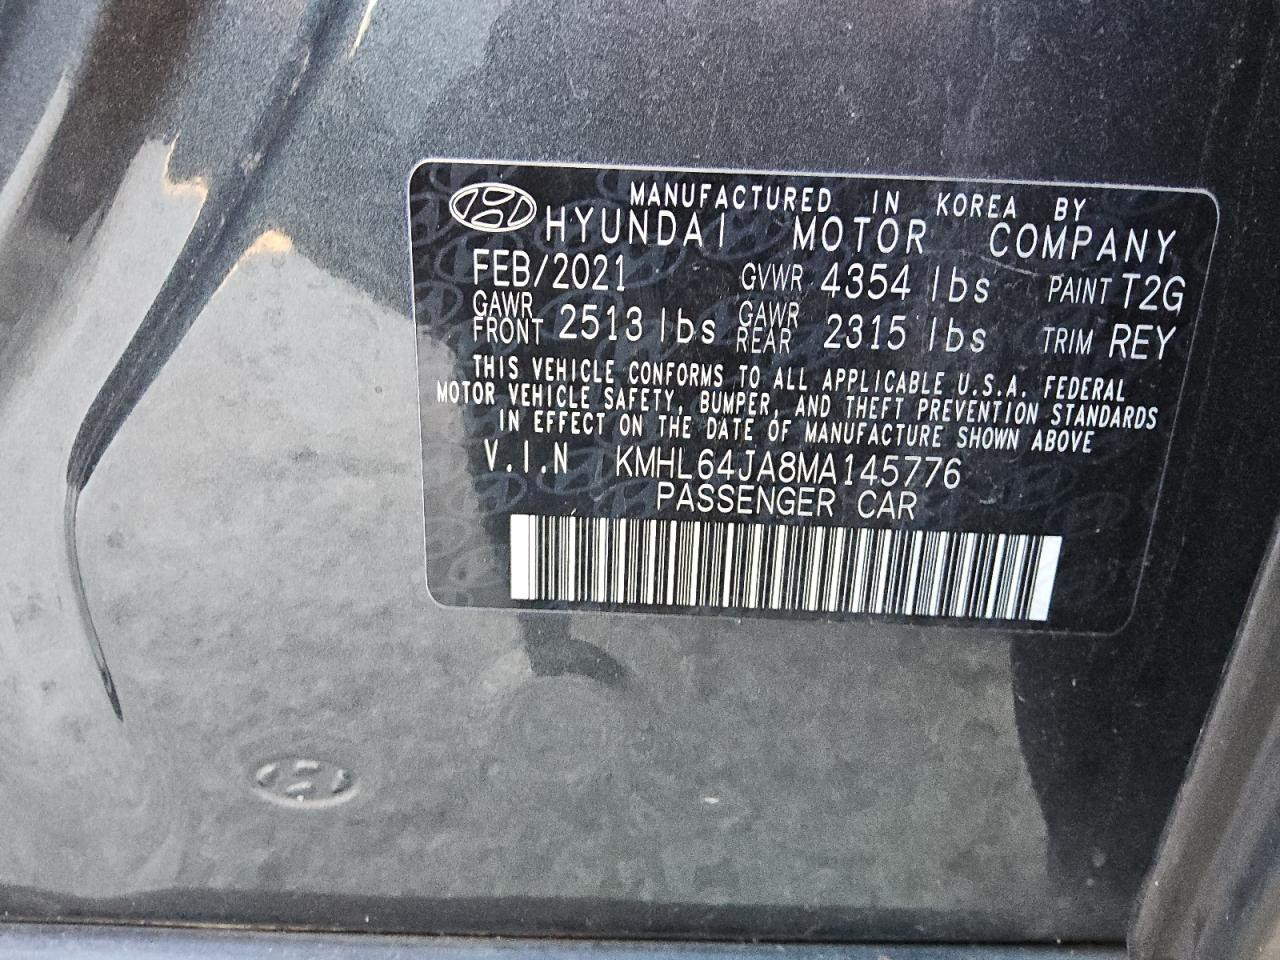 MANUFACTURED IN KOREA BY
HYUNDAI MOTOR COMPANY
FEB/2021 GVWR 4354 lbs PAINT T2G
GAWR FRONT 2513 lbs GAWR REAR 2315 lbs TRIM REY
THIS VEHICLE CONFORMS TO ALL APPLICABLE U.S.A. FEDERAL
MOTOR VEHICLE SAFETY, BUMPER, AND THEFT PREVENTION STANDARDS
IN EFFECT ON THE DATE OF MANUFACTURE SHOWN ABOVE
V.I.N KMHL64JA8MA145776
PASSENGER CAR